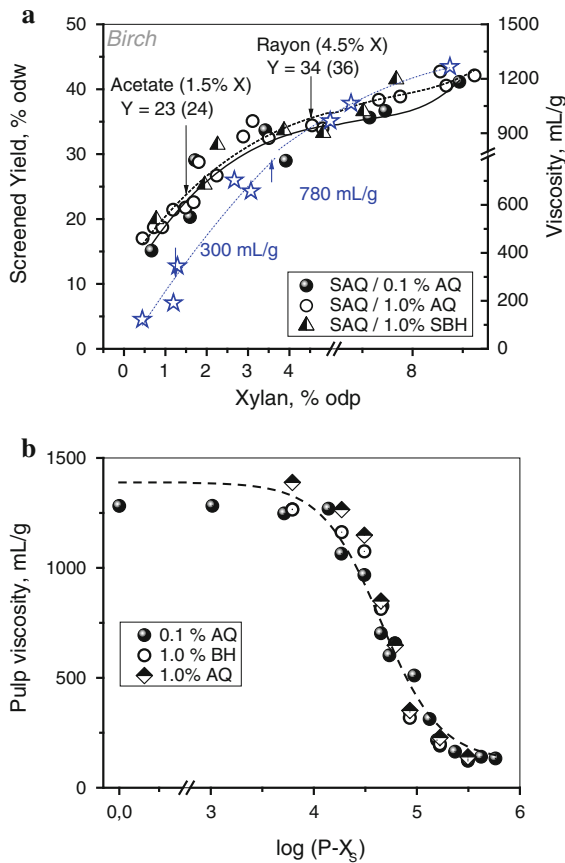 a
Birch
Rayon (4.5% X)
Y = 34 (36)
Acetate (1.5% X)
Y = 23 (24)
780 mL/g
300 mL/g
SAQ / 0.1 % AQ
SAQ / 1.0% AQ
SAQ / 1.0% SBH
Screened Yield, % odw
50
40
30
20
10
0
Viscosity, mL/g
1500
1200
900
600
400
200
0
0 1 2 3 4 8
Xylan, % odp
b
Pulp viscosity, mL/g
1500
1000
500
0
0.1 % AQ
1.0 % BH
1.0% AQ
0,0 3 4 5 6
log (P-Xs)